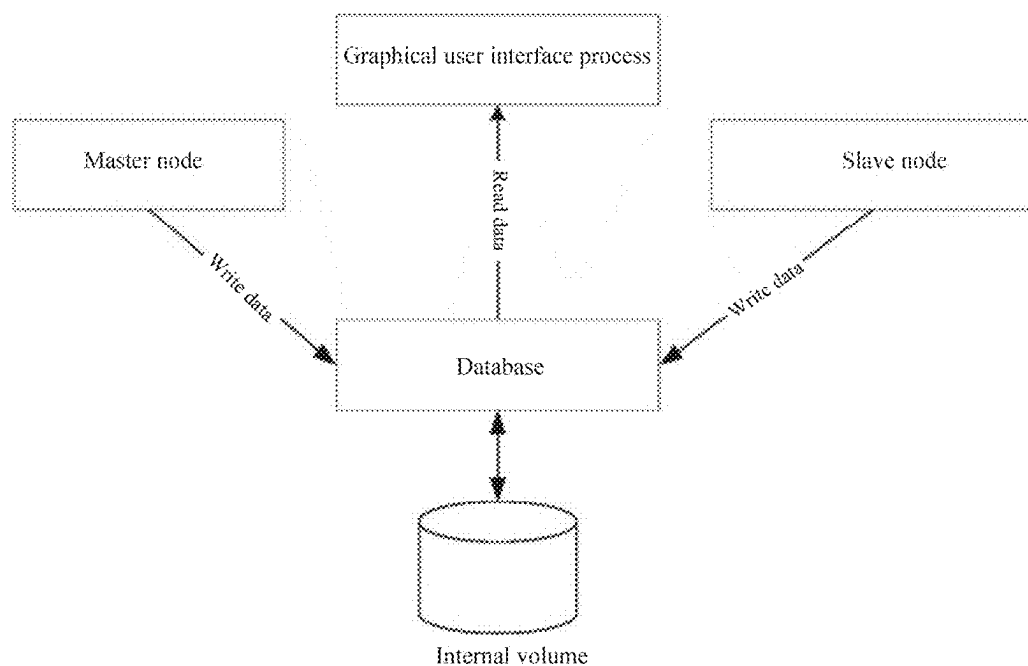 Graphical user interface process
Master node
Slave node
Read data
Write data
Write data
Database
Internal volume